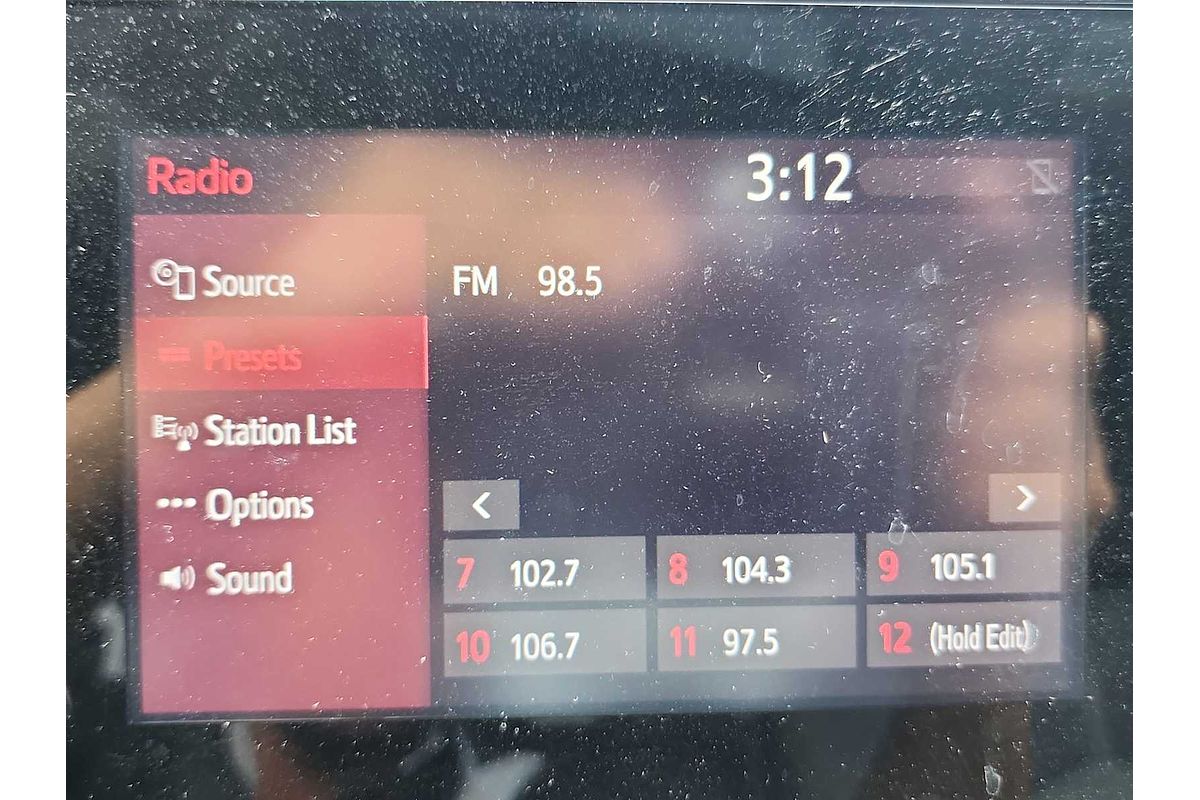 Radio
3:12
Source
FM 98.5
Presets
Station List
Options
Sound
<
>
7 102.7
8 104.3
9 105.1
10 106.7
11 97.5
12 (Hold Edit)